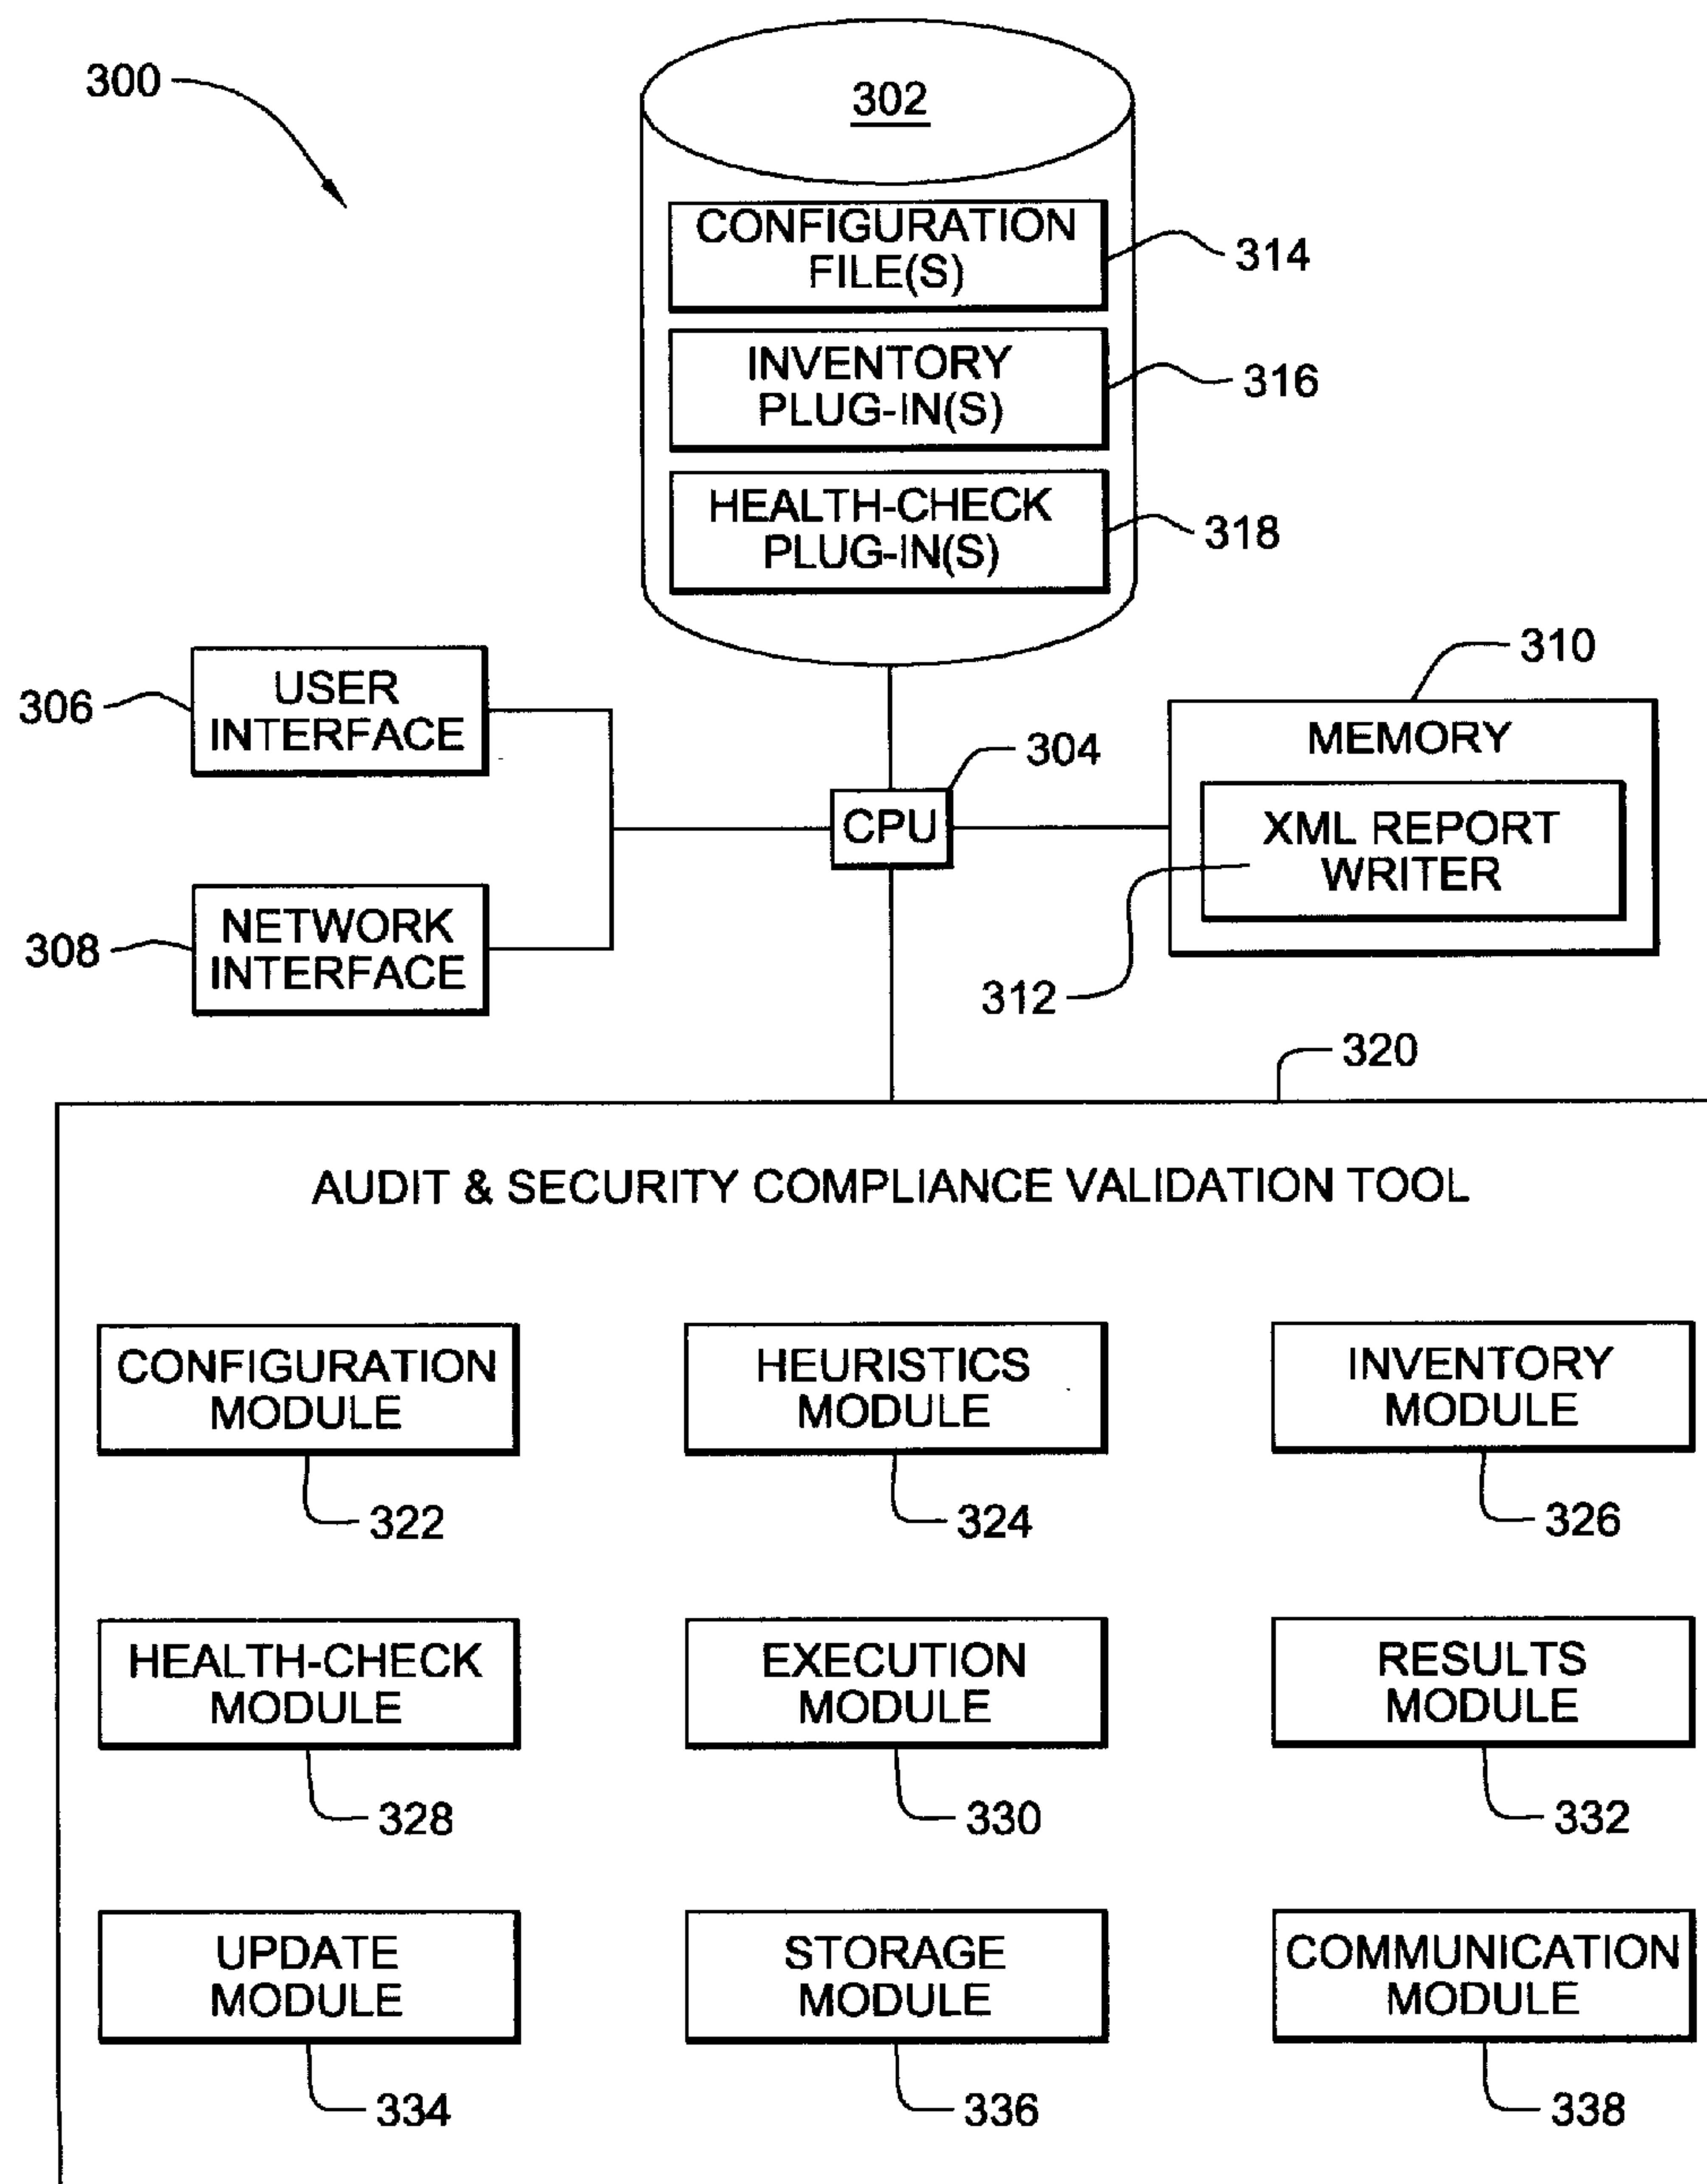 300
302
CONFIGURATION
FILE(S)
314
INVENTORY
PLUG-IN(S)
316
HEALTH-CHECK
PLUG-IN(S)
318
310
306
USER
INTERFACE
304
MEMORY
CPU
XML REPORT
WRITER
308
NETWORK
INTERFACE
312
320
AUDIT & SECURITY COMPLIANCE VALIDATION TOOL
CONFIGURATION
MODULE
HEURISTICS
MODULE
INVENTORY
MODULE
322
324
326
HEALTH-CHECK
MODULE
EXECUTION
MODULE
RESULTS
MODULE
328
330
332
UPDATE
MODULE
STORAGE
MODULE
COMMUNICATION
MODULE
334
336
338